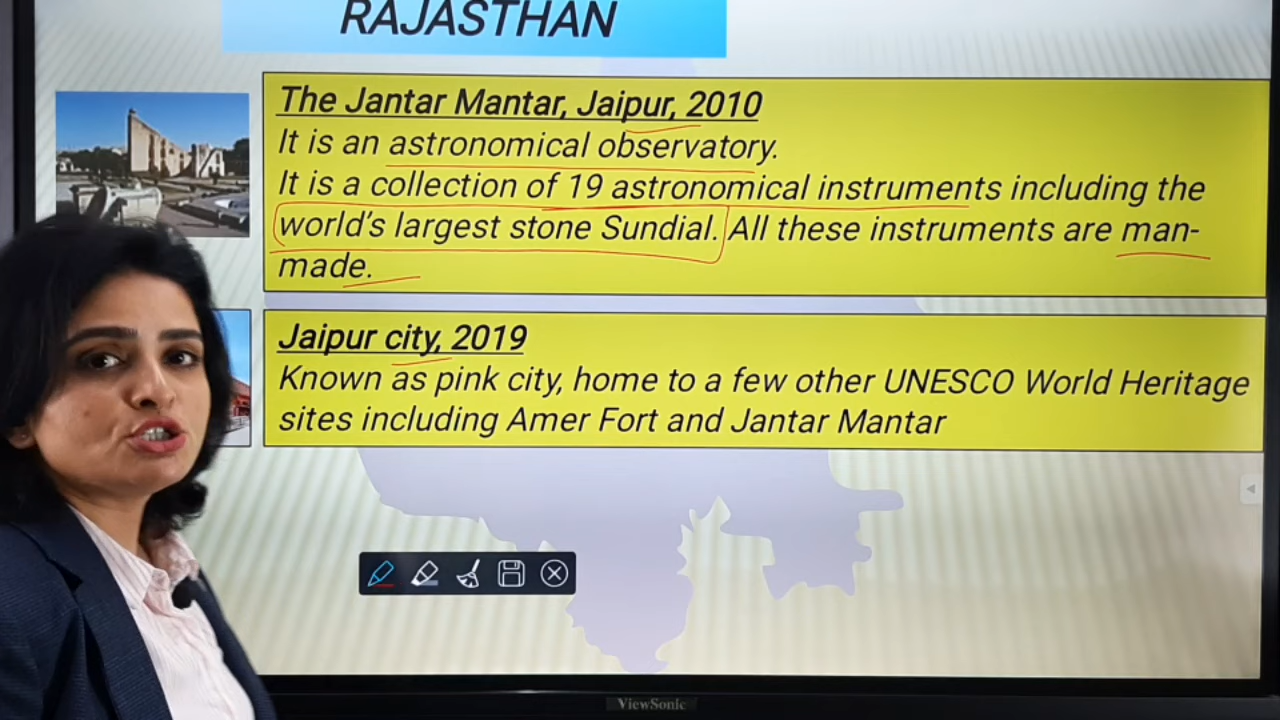 RAJASTHAN
The Jantar Mantar, Jaipur, 2010
It is an astronomical observatory.
It is a collection of 19 astronomical instruments including the
world's largest stone Sundial. All these instruments are man-
made.
Jaipur city, 2019
Known as pink city, home to a few other UNESCO World Heritage
sites including Amer Fort and Jantar Mantar
ViewSonic